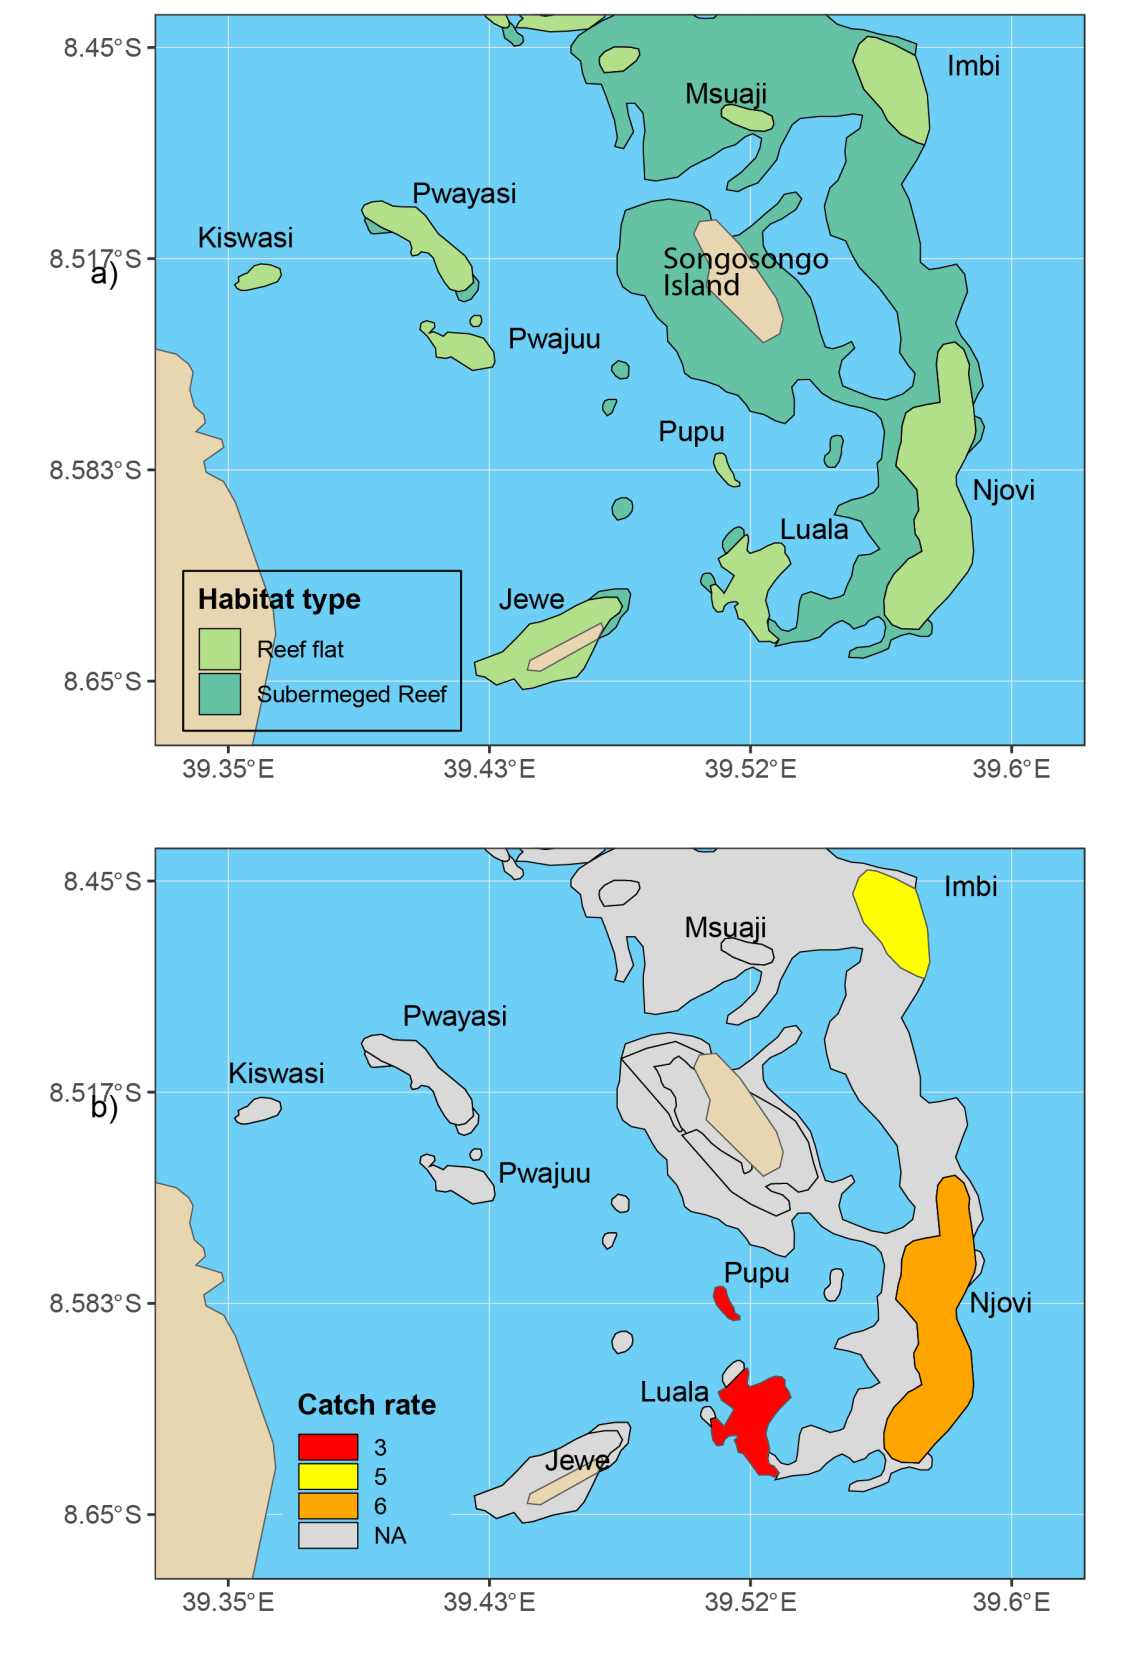 8.45°S
Imbi
Msuaji
Pwayasi
Kiswasi
8.517°S
a)
Songosongo
Island
Pwajuu
Pupu
8.583°S
Njovi
Luala
Jewe
Habitat type
Reef flat
Submermeged Reef
8.65°S
39.35°E
39.43°E
39.52°E
39.6°E
8.45°S
Imbi
Msuaji
Pwayasi
Kiswasi
8.517°S
b)
Pwajuu
Pupu
8.583°S
Njovi
Luala
Catch rate
3
Jewe
5
6
8.65°S
NA
39.35°E
39.43°E
39.52°E
39.6°E